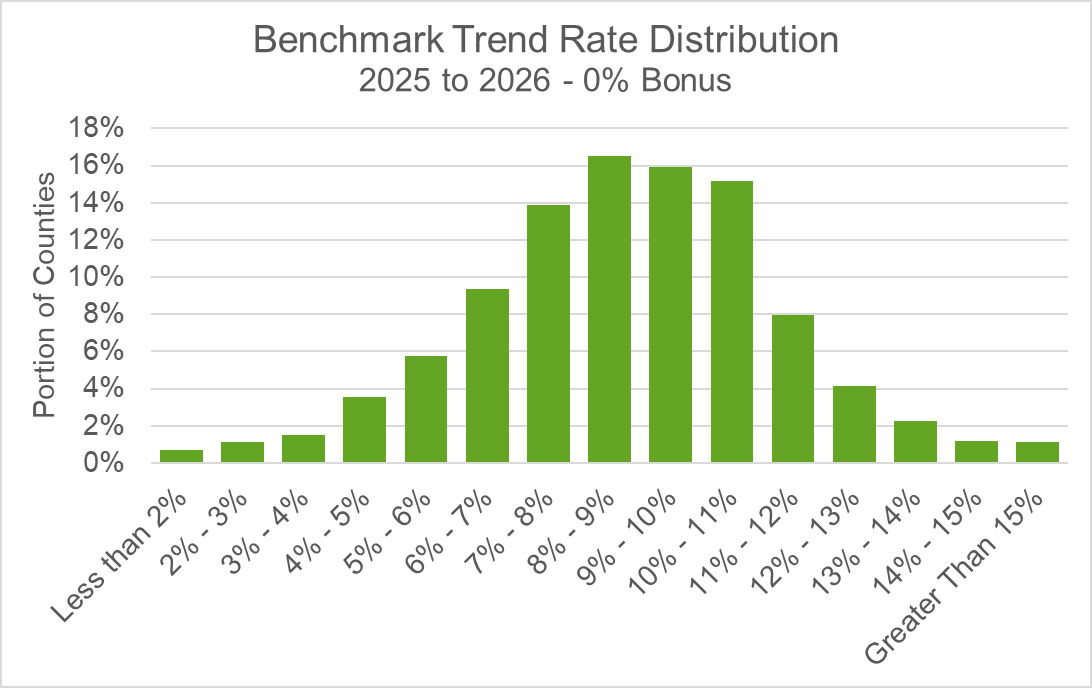 Benchmark Trend Rate Distribution
2025 to 2026 - 0% Bonus
Portion of Counties
18%
16%
14%
12%
10%
8%
6%
4%
2%
0%
Less than 2%
2% - 3%
3% - 4%
4% - 5%
5% - 6%
6% - 7%
7% - 8%
8% - 9%
9% - 10%
10% - 11%
11% - 12%
12% - 13%
13% - 14%
14% - 15%
Greater Than 15%